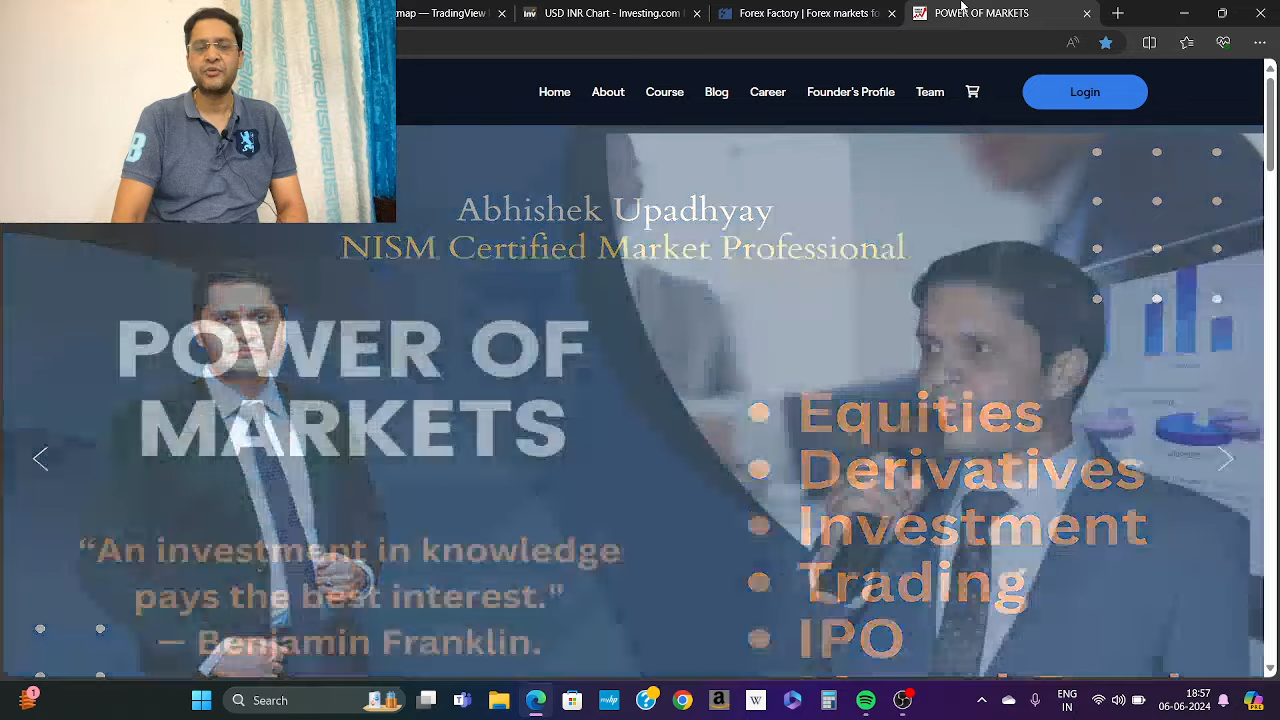 map — TradingView
USD INR Chart - Investing.com
Forex Factory | Forex markets fo
POWER OF MARKETS
Home
About
Course
Blog
Career
Founder's Profile
Team
Login
8
Abhishek Upadhyay
NISM Certified Market Professional
POWER OF
MARKETS
“An investment in knowledge
pays the best interest.”
— Benjamin Franklin.
Equities
Derivatives
Investment
Trading
IPO
1
Search
ENG
IN
18:57
06-06-2024